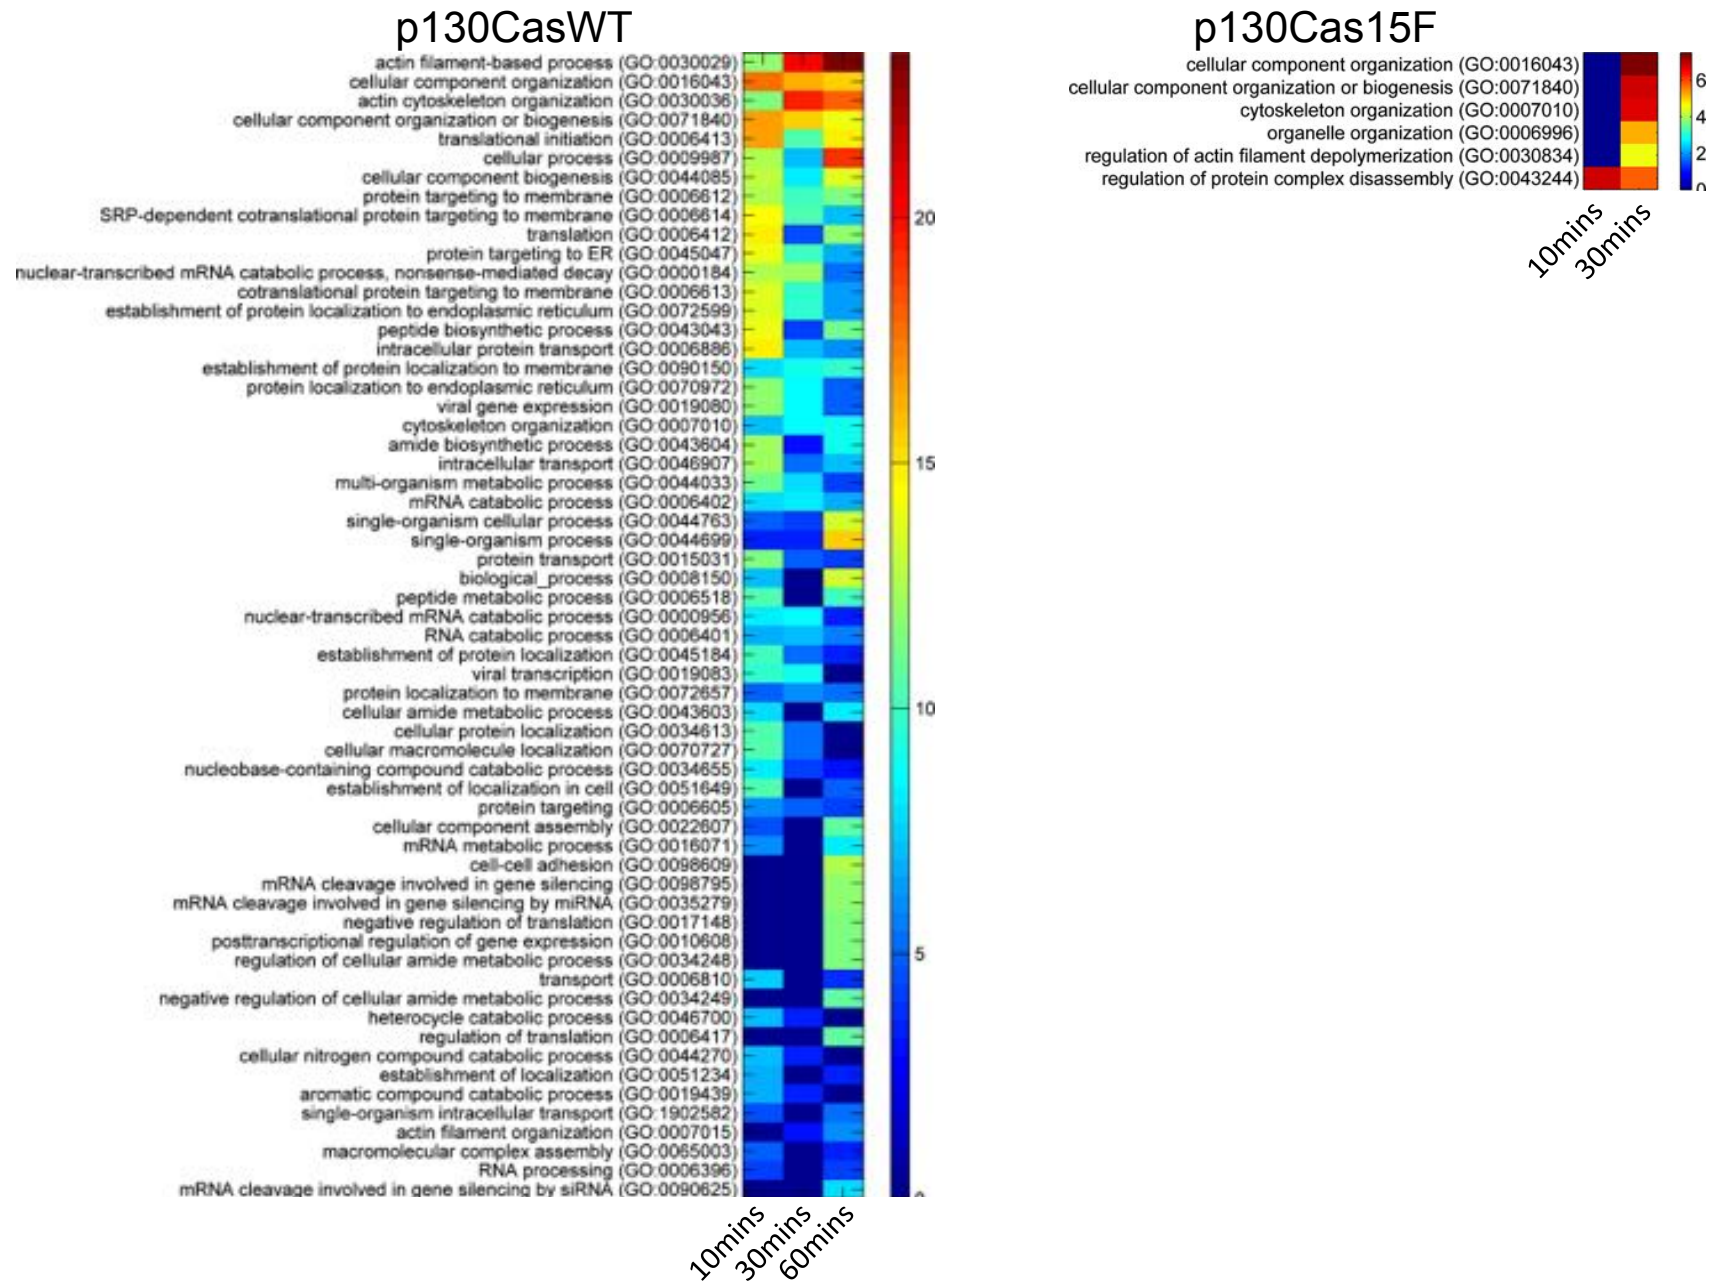 p130CasWT
actin filament-based process (GO:0030029)
cellular component organization (GO:0016043)
actin cytoskeleton organization (GO:0030036)
cellular component organization or biogenesis (GO:0071840)
translational initiation (GO:0006413)
cellular process (GO:0009987)
cellular component biogenesis (GO:0044085)
protein targeting to membrane (GO:0006612)
SRP-dependent cotranslational protein targeting to membrane (GO:0006614)
translation (GO:0006412)
protein targeting to ER (GO:0045047)
nuclear-transcribed mRNA catabolic process, nonsense-mediated decay (GO:0000184)
cotranslational protein targeting to membrane (GO:0006613)
establishment of protein localization to endoplasmic reticulum (GO:0072599)
peptide biosynthetic process (GO:0043043)
intracellular protein transport (GO:0006886)
establishment of protein localization to membrane (GO:0090150)
protein localization to endoplasmic reticulum (GO:0070972)
viral gene expression (GO:0019080)
cytoskeleton organization (GO:0007010)
amide biosynthetic process (GO:0043604)
intracellular transport (GO:0046907)
multi-organism metabolic process (GO:0044033)
mRNA catabolic process (GO:0006402)
single-organism cellular process (GO:0044763)
single-organism process (GO:0044699)
protein transport (GO:0015031)
biological_process (GO:0008150)
peptide metabolic process (GO:0006518)
nuclear-transcribed mRNA catabolic process (GO:0000956)
RNA catabolic process (GO:0006401)
establishment of protein localization (GO:0045184)
viral transcription (GO:0019083)
protein localization to membrane (GO:0072657)
cellular amide metabolic process (GO:0043603)
cellular protein localization (GO:0034613)
cellular macromolecule localization (GO:0070727)
nucleobase-containing compound catabolic process (GO:0034655)
establishment of localization in cell (GO:0051649)
protein targeting (GO:0006605)
cellular component assembly (GO:0022607)
mRNA metabolic process (GO:0016071)
cell-cell adhesion (GO:0098609)
mRNA cleavage involved in gene silencing (GO:0098795)
mRNA cleavage involved in gene silencing by miRNA (GO:0035279)
negative regulation of translation (GO:0017148)
posttranscriptional regulation of gene expression (GO:0010608)
regulation of cellular amide metabolic process (GO:0034248)
transport (GO:0006810)
negative regulation of cellular amide metabolic process (GO:0034249)
heterocycle catabolic process (GO:0046700)
regulation of translation (GO:0006417)
cellular nitrogen compound catabolic process (GO:0044270)
establishment of localization (GO:0051234)
aromatic compound catabolic process (GO:0019439)
single-organism intracellular transport (GO:1902582)
actin filament organization (GO:0007015)
macromolecular complex assembly (GO:0065003)
RNA processing (GO:0006396)
mRNA cleavage involved in gene silencing by siRNA (GO:0090625)
10mins
30mins
60mins
20
15
10
5
0
p130Cas15F
cellular component organization (GO:0016043)
cellular component organization or biogenesis (GO:0071840)
cytoskeleton organization (GO:0007010)
organelle organization (GO:0006996)
regulation of actin filament depolymerization (GO:0030834)
regulation of protein complex disassembly (GO:0043244)
10mins
30mins
6
4
2
0